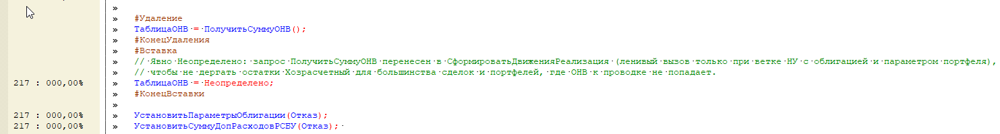 »
» #Удаление
» ТаблицаОНВ = ПолучитьСуммуОНВ();
» #КонецУдаления
» #Вставка
» // Явно Неопределено: запрос ПолучитьСуммуОНВ перенесен в СформироватьДвиженияРеализация (ленивый вызов только при ветке НУ с облигацией и параметром портфеля),
» // чтобы не дергать остатки Хозрасчетный для большинства сделок и портфелей, где ОНВ к проводке не попадает.
217 : 000,00% » ТаблицаОНВ = Неопределено;
» #КонецВставки
»
217 : 000,00% » УстановитьПараметрыОблигации(Отказ);
217 : 000,00% » УстановитьСуммуДопРасходовРСБУ(Отказ);